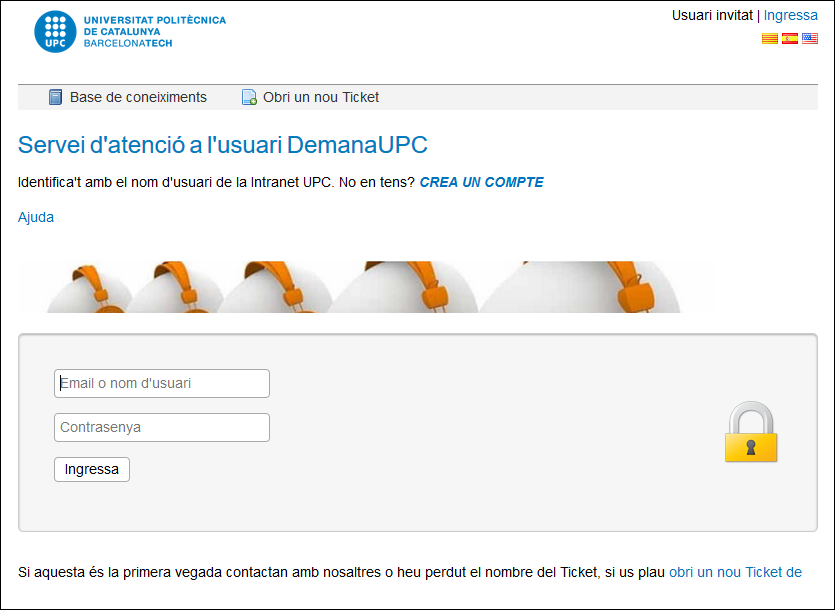 UNIVERSITAT POLITÈCNICA
DE CATALUNYA
BARCELONATECH
UPC
Usuari invitat | Ingressa
Base de coneiximents
Obri un nou Ticket
Servei d'atenció a l'usuari DemanaUPC
Identifica't amb el nom d'usuari de la Intranet UPC. No en tens? CREA UN COMPTE
Ajuda
Email o nom d'usuari
Contrasenya
Ingressa
Si aquesta és la primera vegada contactan amb nosaltres o heu perdut el nombre del Ticket, si us plau obri un nou Ticket de